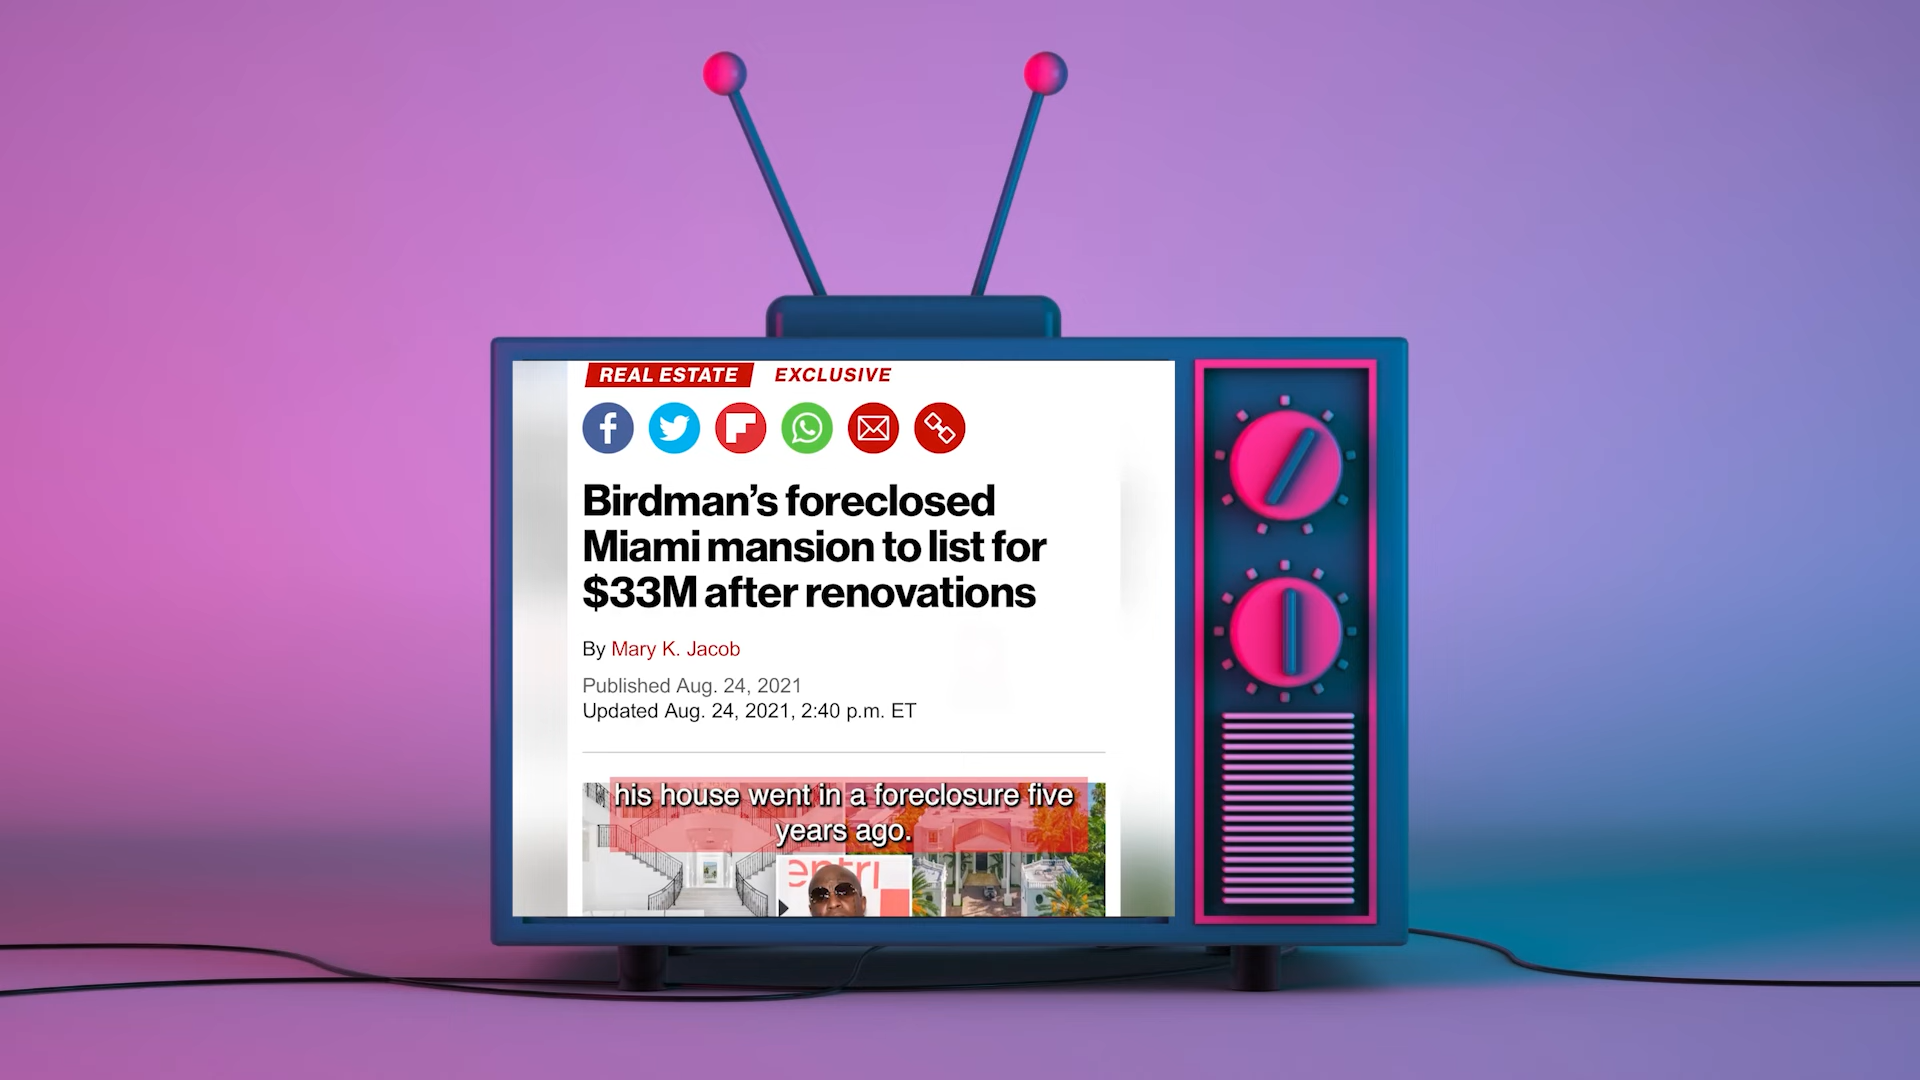 REAL ESTATE EXCLUSIVE
Birdman’s foreclosed
Miami mansion to list for
$33M after renovations
By Mary K. Jacob
Published Aug. 24, 2021
Updated Aug. 24, 2021, 2:40 p.m. ET
his house went in a foreclosure five
years ago.
entri